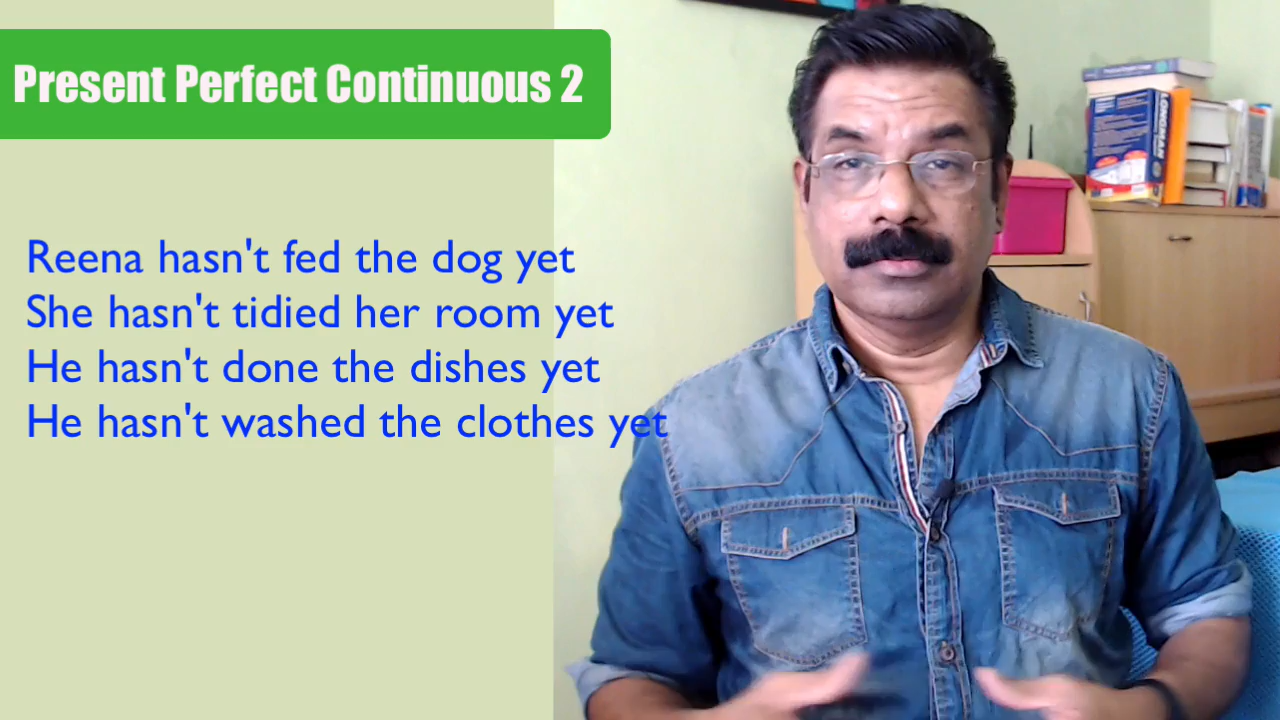 Present Perfect Continuous 2
Reena hasn't fed the dog yet
She hasn't tidied her room yet
He hasn't done the dishes yet
He hasn't washed the clothes yet
LONGMAN